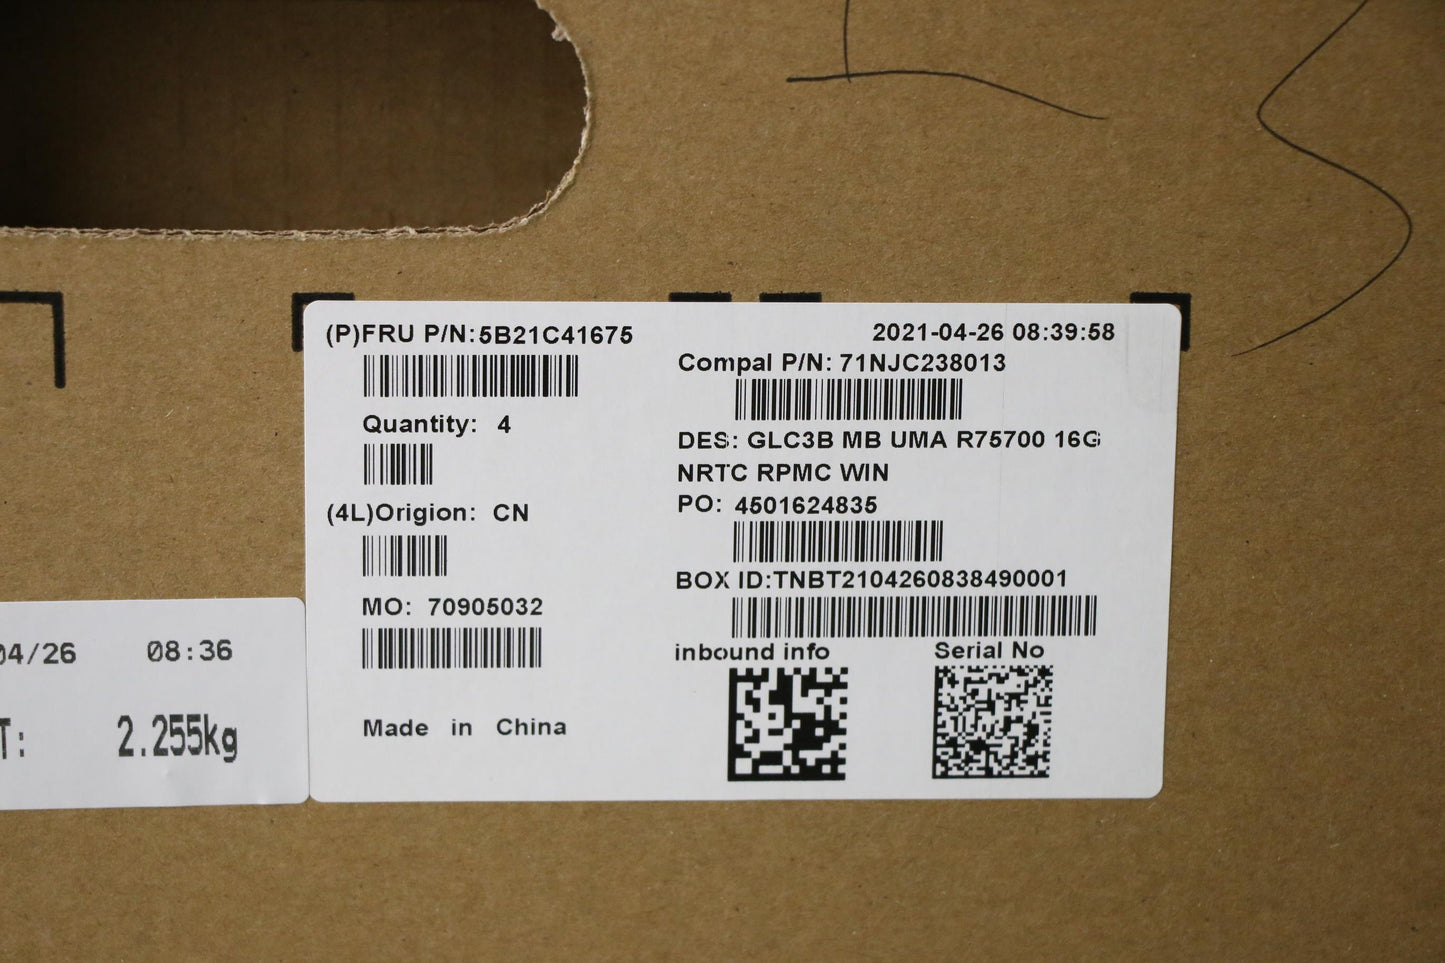 (P)FRU P/N:5B21C41675
2021-04-26 08:39:58
Compal P/N: 71NJC238013
Quantity: 4
DES: GLC3B MB UMA R75700 16G
NRTC RPMC WIN
(4L)Origion: CN
PO: 4501624835
BOX ID:TNBT2104260838490001
MO: 70905032
inbound info
Serial No
Made in China
04/26 08:36
T: 2.255kg